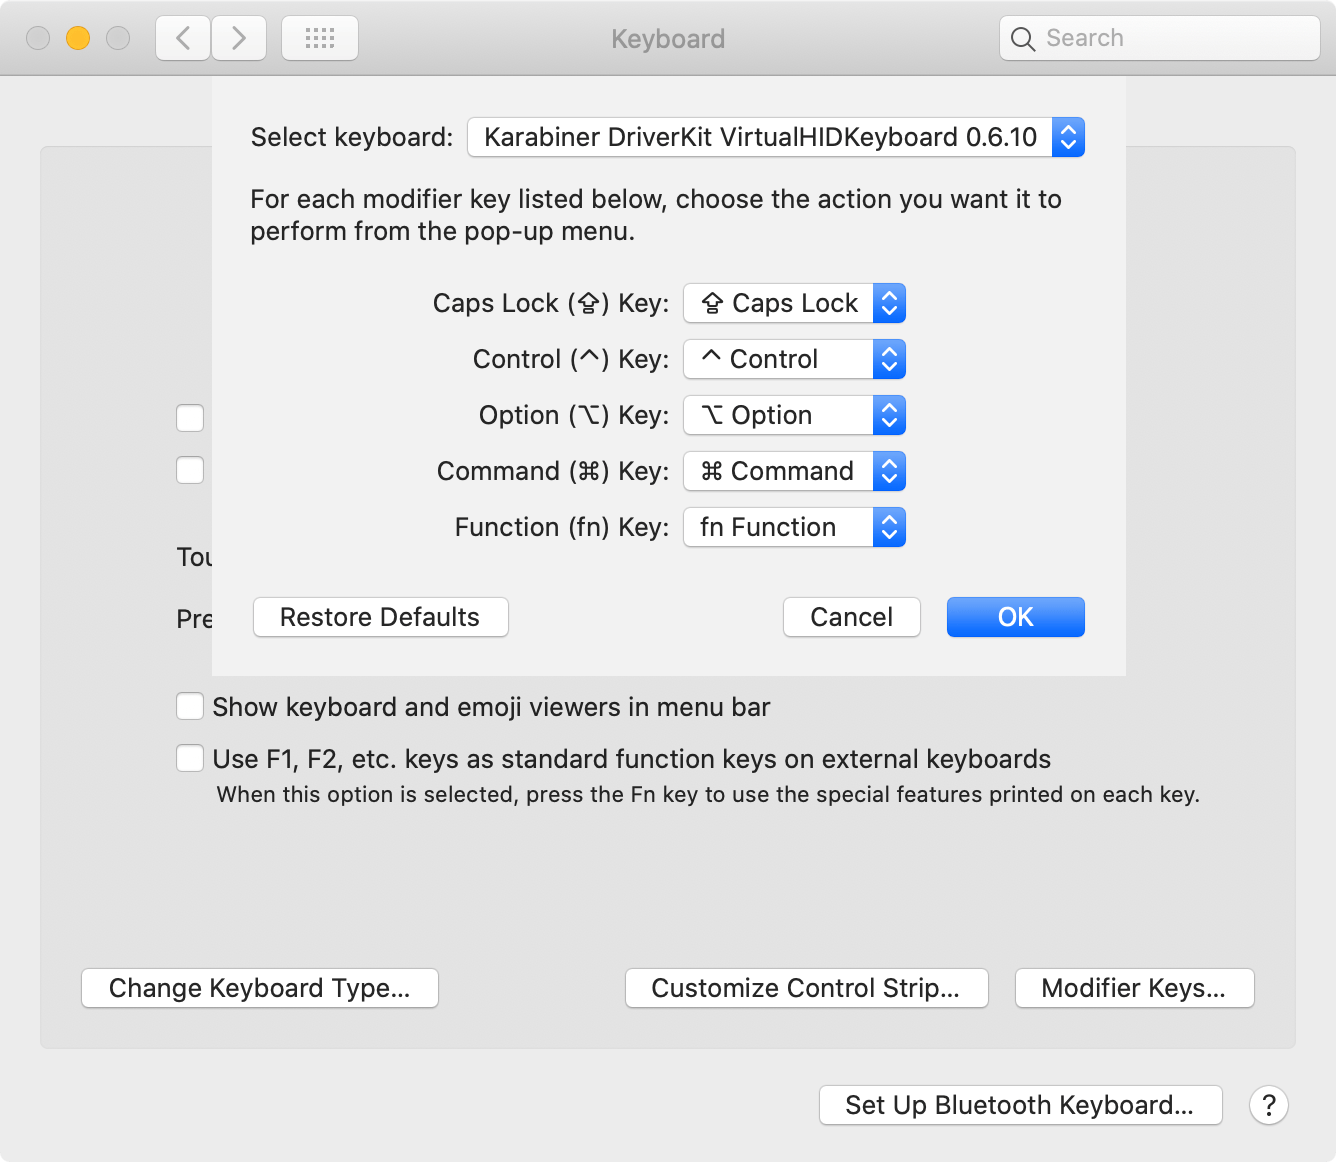 Keyboard
Search
Select keyboard: Karabiner DriverKit VirtualHIDKeyboard 0.6.10
For each modifier key listed below, choose the action you want it to
perform from the pop-up menu.
Caps Lock (⇪) Key: ⇪ Caps Lock
Control (^) Key: ^ Control
Option (⌥) Key: ⌥ Option
Command (⌘) Key: ⌘ Command
Function (fn) Key: fn Function
Tou
Pre
Restore Defaults Cancel OK
Show keyboard and emoji viewers in menu bar
Use F1, F2, etc. keys as standard function keys on external keyboards
When this option is selected, press the Fn key to use the special features printed on each key.
Change Keyboard Type... Customize Control Strip... Modifier Keys...
Set Up Bluetooth Keyboard... ?